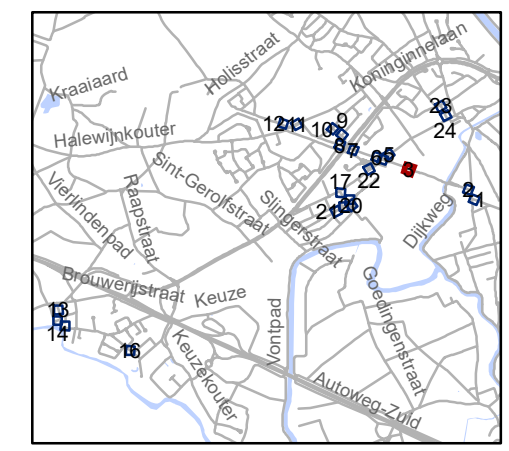 Koninginnelaan
Holisstraat
Kraaiaard
23
24
12
11
10
9
Halewijnkouter
8
7
6
5
3
22
Sint-Gerolfstraat
Vierlindenpad
Raapstraat
17
2
1
Slingerstraat
21
20
Dijkweg
Brouwerijstraat
Keuze
Goedingenstraat
Vontpad
13
14
16
Keuzekouter
Autoweg-Zuid